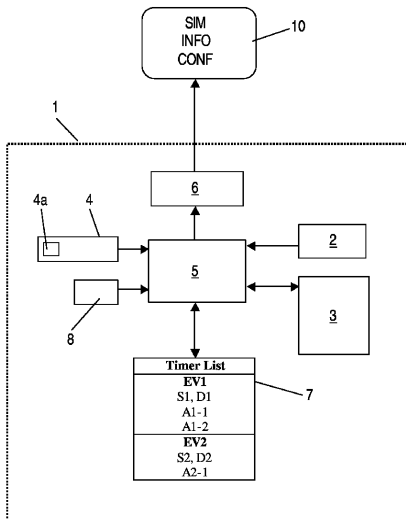 SIM
INFO
CONF
10
1
6
4a
4
2
5
3
8
Timer List
EV1
S1, D1
A1-1
A1-2
EV2
S2, D2
A2-1
7